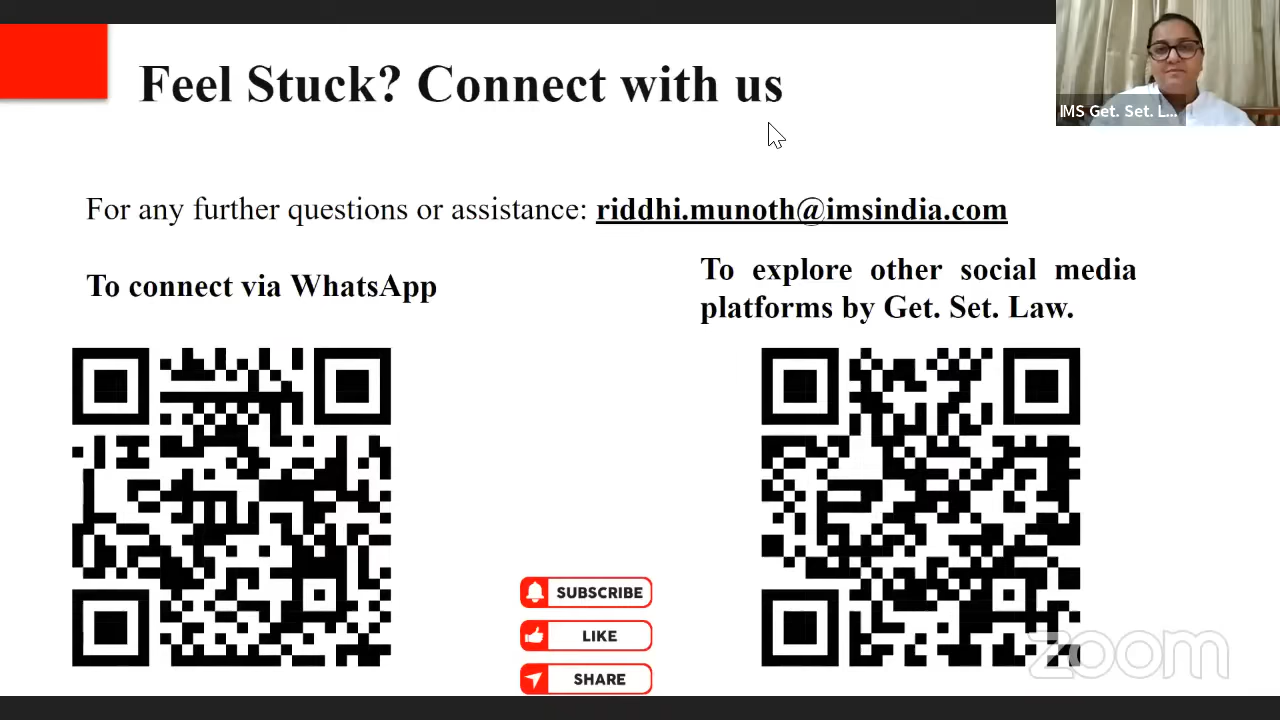 Feel Stuck? Connect with us
IMS Get. Set. L...
For any further questions or assistance: riddhi.munoth@imsindia.com
To connect via WhatsApp
To explore other social media
platforms by Get. Set. Law.
SUBSCRIBE
LIKE
SHARE
zoom